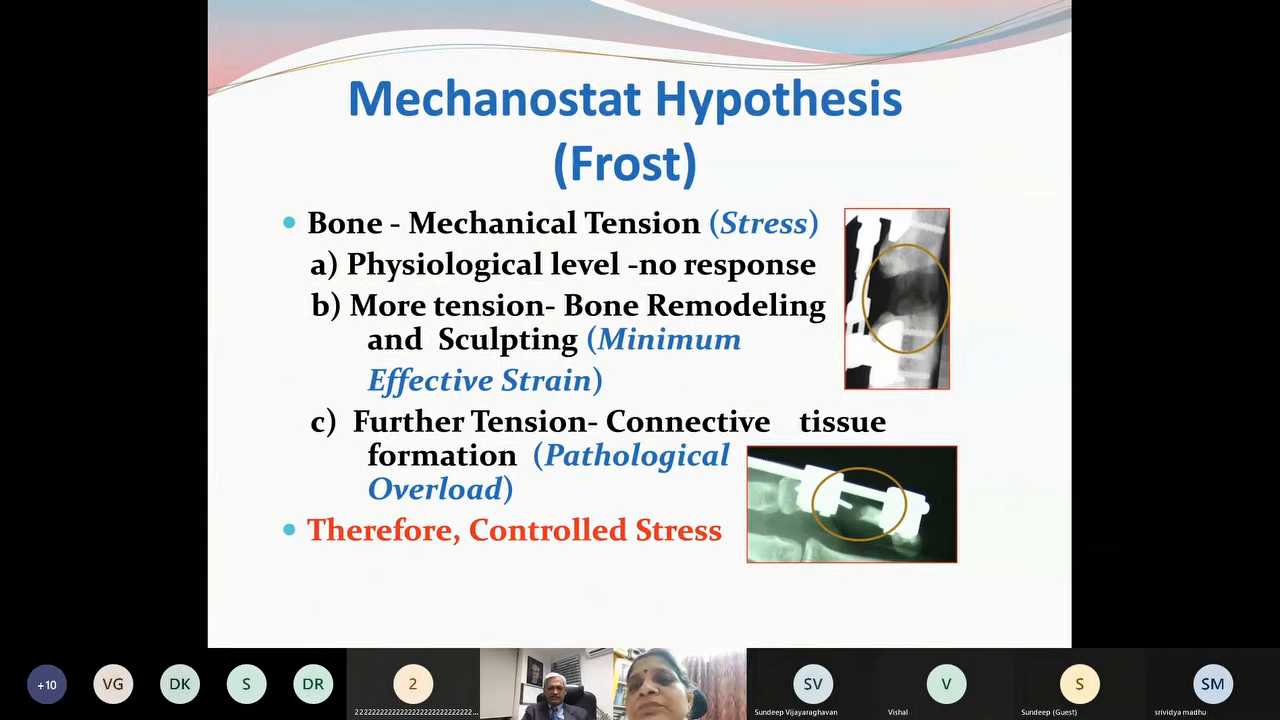 Mechanostat Hypothesis
(Frost)
Bone - Mechanical Tension (Stress)
a) Physiological level -no response
b) More tension- Bone Remodeling
and Sculpting (Minimum
Effective Strain)
c) Further Tension- Connective tissue
formation (Pathological
Overload)
Therefore, Controlled Stress
+10
VG
DK
S
DR
2
SV
V
S
SM
Sundeep Vijayaraghavan
Vishal
Sundeep (Guest)
srividya madhu